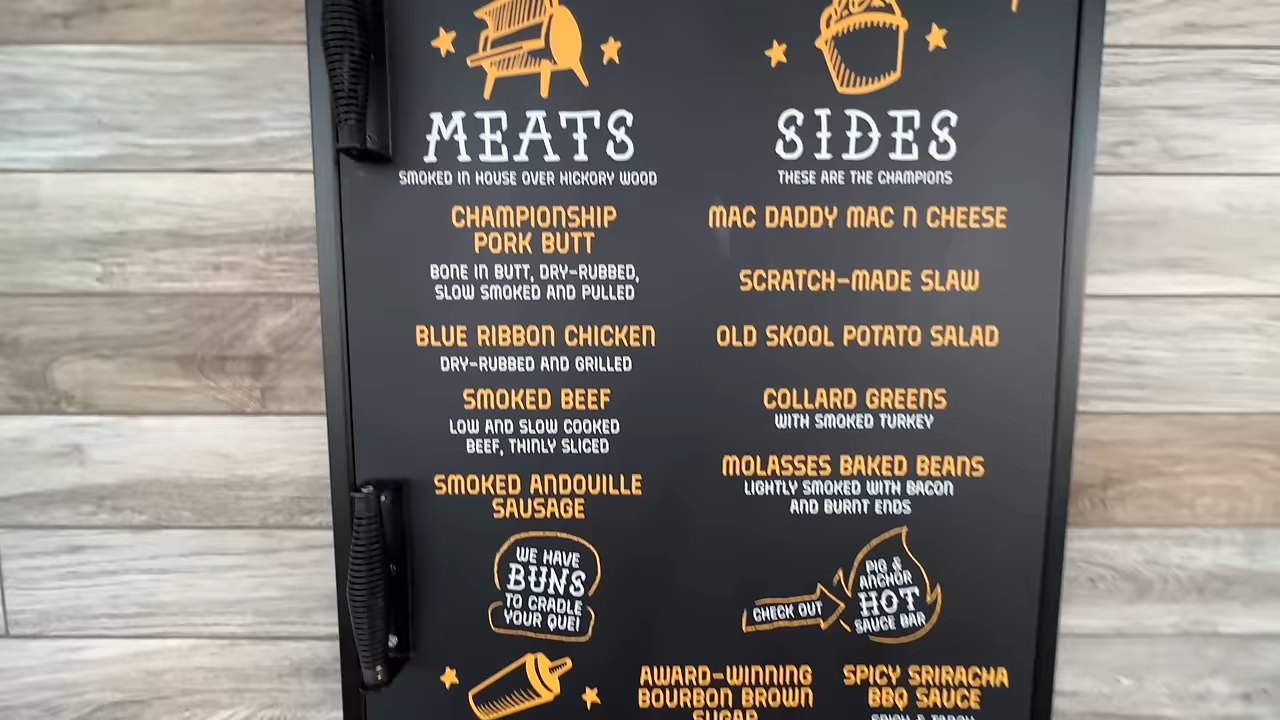 MEATS
SMOKED IN HOUSE OVER HICKORY WOOD
CHAMPIONSHIP
PORK BUTT
BONE IN BUTT, DRY-RUBBED,
SLOW SMOKED AND PULLED
BLUE RIBBON CHICKEN
DRY-RUBBED AND GRILLED
SMOKED BEEF
LOW AND SLOW COOKED
BEEF, THINLY SLICED
SMOKED ANDOUILLE
SAUSAGE
WE HAVE
BUNS
TO CRADLE
YOUR QUE!
SIDES
THESE ARE THE CHAMPIONS
MAC DADDY MAC N CHEESE
SCRATCH-MADE SLAW
OLD SKOOL POTATO SALAD
COLLARD GREENS
WITH SMOKED TURKEY
MOLASSES BAKED BEANS
LIGHTLY SMOKED WITH BACON
AND BURNT ENDS
CHECK OUT
PIG &
ANCHOR
HOT
SAUCE BAR
AWARD-WINNING
BOURBON BROWN
SUGAR
SPICY SRIRACHA
BBQ SAUCE